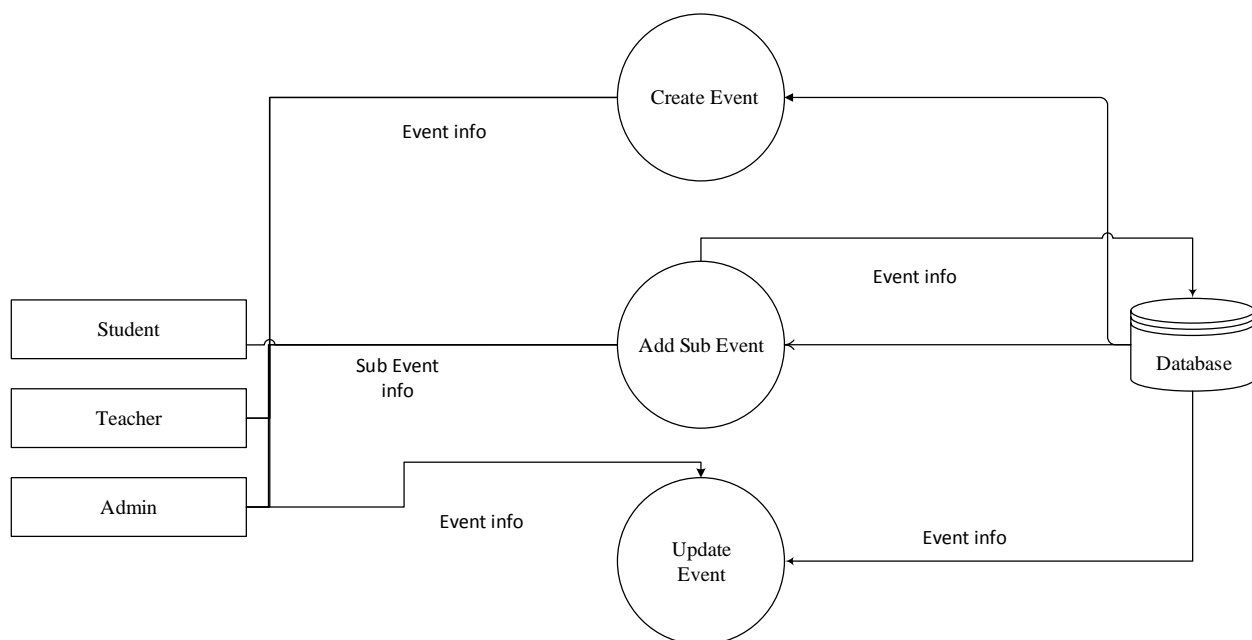 Create Event
Event info
Event info
Student
Add Sub Event
Database
Sub Event
info
Teacher
Admin
Event info
Event info
Update
Event